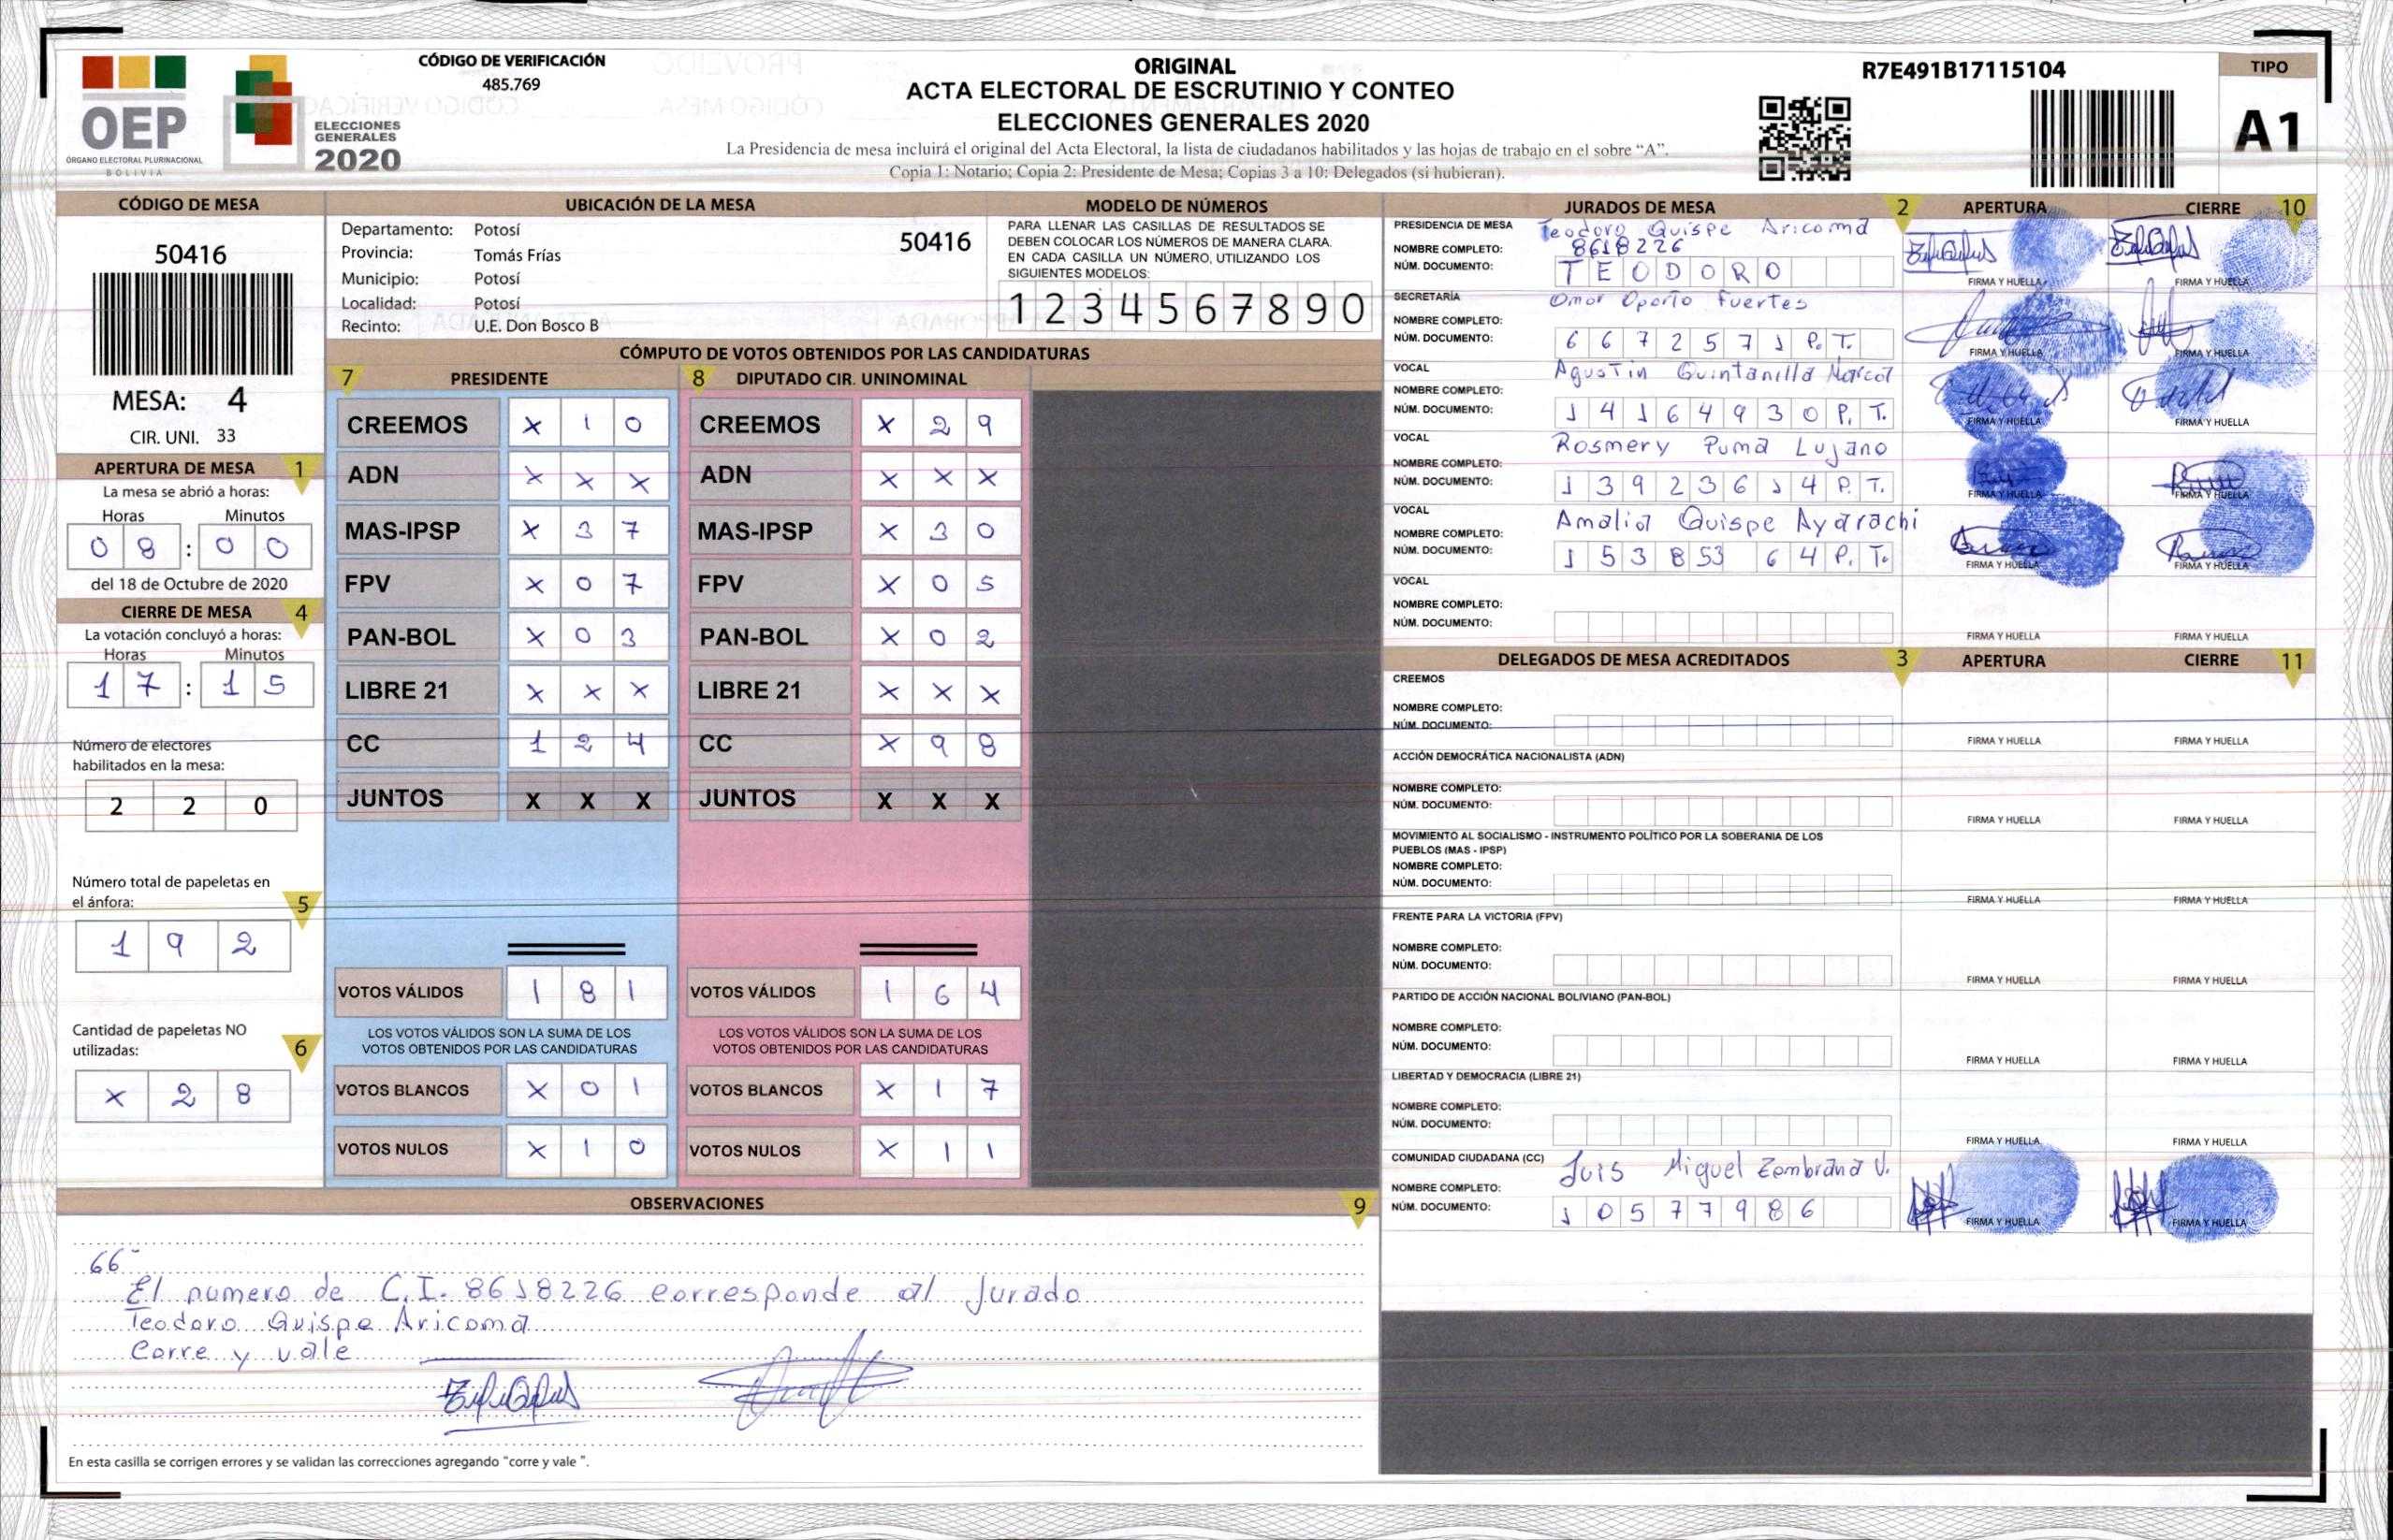 OEP
ÓRGANO ELECTORAL PLURINACIONAL
BOLIVIA
ELECCIONES
GENERALES
2020
CÓDIGO DE VERIFICACIÓN
485.769
ORIGINAL
ACTA ELECTORAL DE ESCRUTINIO Y CONTEO
ELECCIONES GENERALES 2020
La Presidencia de mesa incluirá el original del Acta Electoral, la lista de ciudadanos habilitados y las hojas de trabajo en el sobre “A”.
Copia 1: Notario; Copia 2: Presidente de Mesa; Copias 3 a 10: Delegados (si hubieran).
R7E491B17115104
TIPO
A1
CÓDIGO DE MESA
50416
MESA: 4
CIR. UNI. 33
APERTURA DE MESA 1
La mesa se abrió a horas:
Horas Minutos
0 8 : 0 0
del 18 de Octubre de 2020
CIERRE DE MESA 4
La votación concluyó a horas:
Horas Minutos
1 7 : 1 5
Número de electores
habilitados en la mesa:
2 2 0
Número total de papeletas en
el ánfora: 5
1 9 2
Cantidad de papeletas NO
utilizadas: 6
X 2 8
UBICACIÓN DE LA MESA
Departamento: Potosí
50416
Provincia: Tomás Frías
Municipio: Potosí
Localidad: Potosí
Recinto: U.E. Don Bosco B
MODELO DE NÚMEROS
PARA LLENAR LAS CASILLAS DE RESULTADOS SE
DEBEN COLOCAR LOS NÚMEROS DE MANERA CLARA.
EN CADA CASILLA UN NÚMERO, UTILIZANDO LOS
SIGUIENTES MODELOS:
1 2 3 4 5 6 7 8 9 0
CÓMPUTO DE VOTOS OBTENIDOS POR LAS CANDIDATURAS
7 PRESIDENTE
CREEMOS X 1 0
ADN X X X
MAS-IPSP X 3 7
FPV X 0 7
PAN-BOL X 0 3
LIBRE 21 X X X
CC 1 2 4
JUNTOS X X X
VOTOS VÁLIDOS 1 8 1
LOS VOTOS VÁLIDOS SON LA SUMA DE LOS
VOTOS OBTENIDOS POR LAS CANDIDATURAS
VOTOS BLANCOS X 0 1
VOTOS NULOS X 1 0
8 DIPUTADO CIR. UNINOMINAL
CREEMOS X 2 9
ADN X X X
MAS-IPSP X 3 0
FPV X 0 5
PAN-BOL X 0 2
LIBRE 21 X X X
CC X 9 8
JUNTOS X X X
VOTOS VÁLIDOS 1 6 4
LOS VOTOS VÁLIDOS SON LA SUMA DE LOS
VOTOS OBTENIDOS POR LAS CANDIDATURAS
VOTOS BLANCOS X 1 7
VOTOS NULOS X 1 1
OBSERVACIONES 9
66
El numero de C.I. 8618226 corresponde al Jurado
Teodoro Quispe Aricoma
Corre y vale
En esta casilla se corrigen errores y se validan las correcciones agregando "corre y vale ".
JURADOS DE MESA 2 APERTURA CIERRE 10
PRESIDENCIA DE MESA Teodoro Quispe Aricoma
NOMBRE COMPLETO: 8618226
NÚM. DOCUMENTO: T E O D O R O
FIRMA Y HUELLA FIRMA Y HUELLA
SECRETARÍA Omar Oporto Fuertes
NOMBRE COMPLETO:
NÚM. DOCUMENTO: 6 6 7 2 5 7 1 P. T.
FIRMA Y HUELLA FIRMA Y HUELLA
VOCAL Agustin Quintanilla
NOMBRE COMPLETO:
NÚM. DOCUMENTO: 1 4 1 6 4 9 3 0 P. T.
FIRMA Y HUELLA FIRMA Y HUELLA
VOCAL Rosmery Puma Lujano
NOMBRE COMPLETO:
NÚM. DOCUMENTO: 1 3 9 2 3 6 1 4 P. T.
FIRMA Y HUELLA FIRMA Y HUELLA
VOCAL Amalia Quispe Ayarachi
NOMBRE COMPLETO:
NÚM. DOCUMENTO: 1 5 3 8 53 6 4 P. T.
FIRMA Y HUELLA FIRMA Y HUELLA
VOCAL
NOMBRE COMPLETO:
NÚM. DOCUMENTO:
FIRMA Y HUELLA FIRMA Y HUELLA
DELEGADOS DE MESA ACREDITADOS 3 APERTURA CIERRE 11
CREEMOS
NOMBRE COMPLETO:
NÚM. DOCUMENTO:
FIRMA Y HUELLA FIRMA Y HUELLA
ACCIÓN DEMOCRÁTICA NACIONALISTA (ADN)
NOMBRE COMPLETO:
NÚM. DOCUMENTO:
FIRMA Y HUELLA FIRMA Y HUELLA
MOVIMIENTO AL SOCIALISMO - INSTRUMENTO POLÍTICO POR LA SOBERANIA DE LOS
PUEBLOS (MAS - IPSP)
NOMBRE COMPLETO:
NÚM. DOCUMENTO:
FIRMA Y HUELLA FIRMA Y HUELLA
FRENTE PARA LA VICTORIA (FPV)
NOMBRE COMPLETO:
NÚM. DOCUMENTO:
FIRMA Y HUELLA FIRMA Y HUELLA
PARTIDO DE ACCIÓN NACIONAL BOLIVIANO (PAN-BOL)
NOMBRE COMPLETO:
NÚM. DOCUMENTO:
FIRMA Y HUELLA FIRMA Y HUELLA
LIBERTAD Y DEMOCRACIA (LIBRE 21)
NOMBRE COMPLETO:
NÚM. DOCUMENTO:
FIRMA Y HUELLA FIRMA Y HUELLA
COMUNIDAD CIUDADANA (CC) Luis Miguel Zambrana V.
NOMBRE COMPLETO:
NÚM. DOCUMENTO: 1 0 5 7 7 9 8 6
FIRMA Y HUELLA FIRMA Y HUELLA